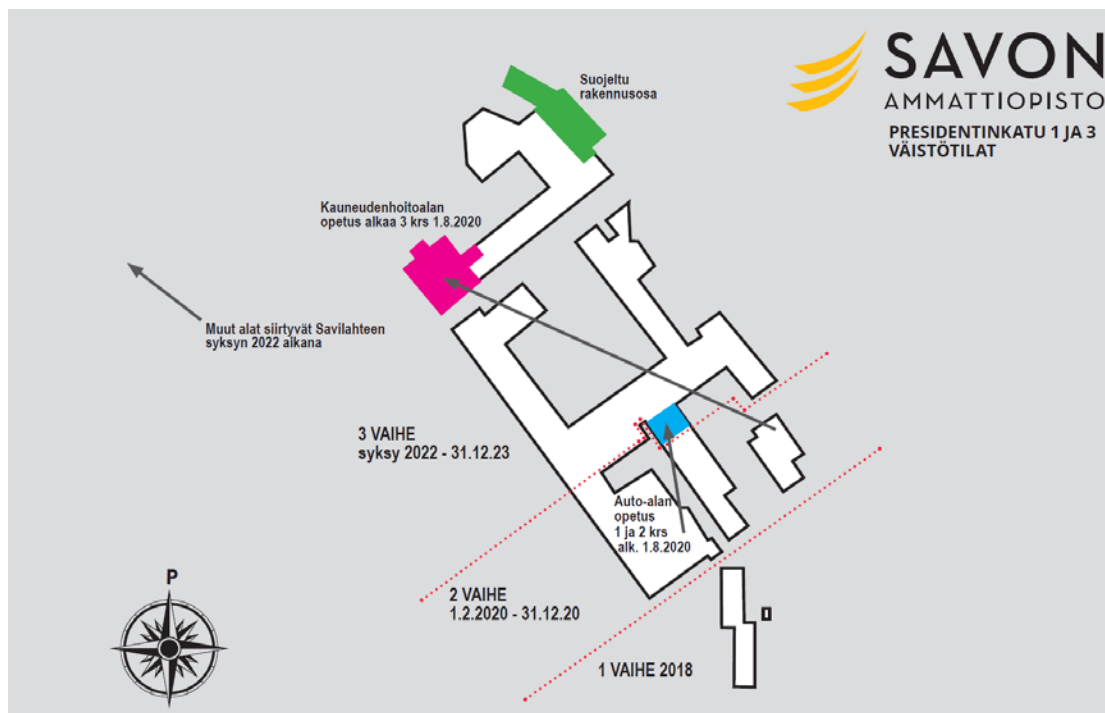 SAVON
AMMATTIOPISTO
PRESIDENTINKATU 1 JA 3
VÄISTÖTILAT
Suojeltu
rakennusosa
Kauneudenhoitoalan
opetus alkaa 3 krs 1.8.2020
Muut alat siirtyvät Savilahteen
syksyn 2022 aikana
3 VAIHE
syksy 2022 - 31.12.23
Auto-alan
opetus
1 ja 2 krs
alk. 1.8.2020
2 VAIHE
1.2.2020 - 31.12.20
1 VAIHE 2018
P